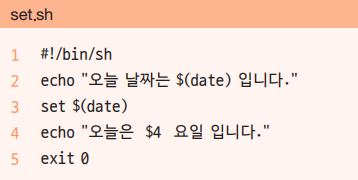 set.sh
1 #!/bin/sh
2 echo "오늘 날짜는 $(date) 입니다."
3 set $(date)
4 echo "오늘은 $4 요일 입니다."
5 exit 0